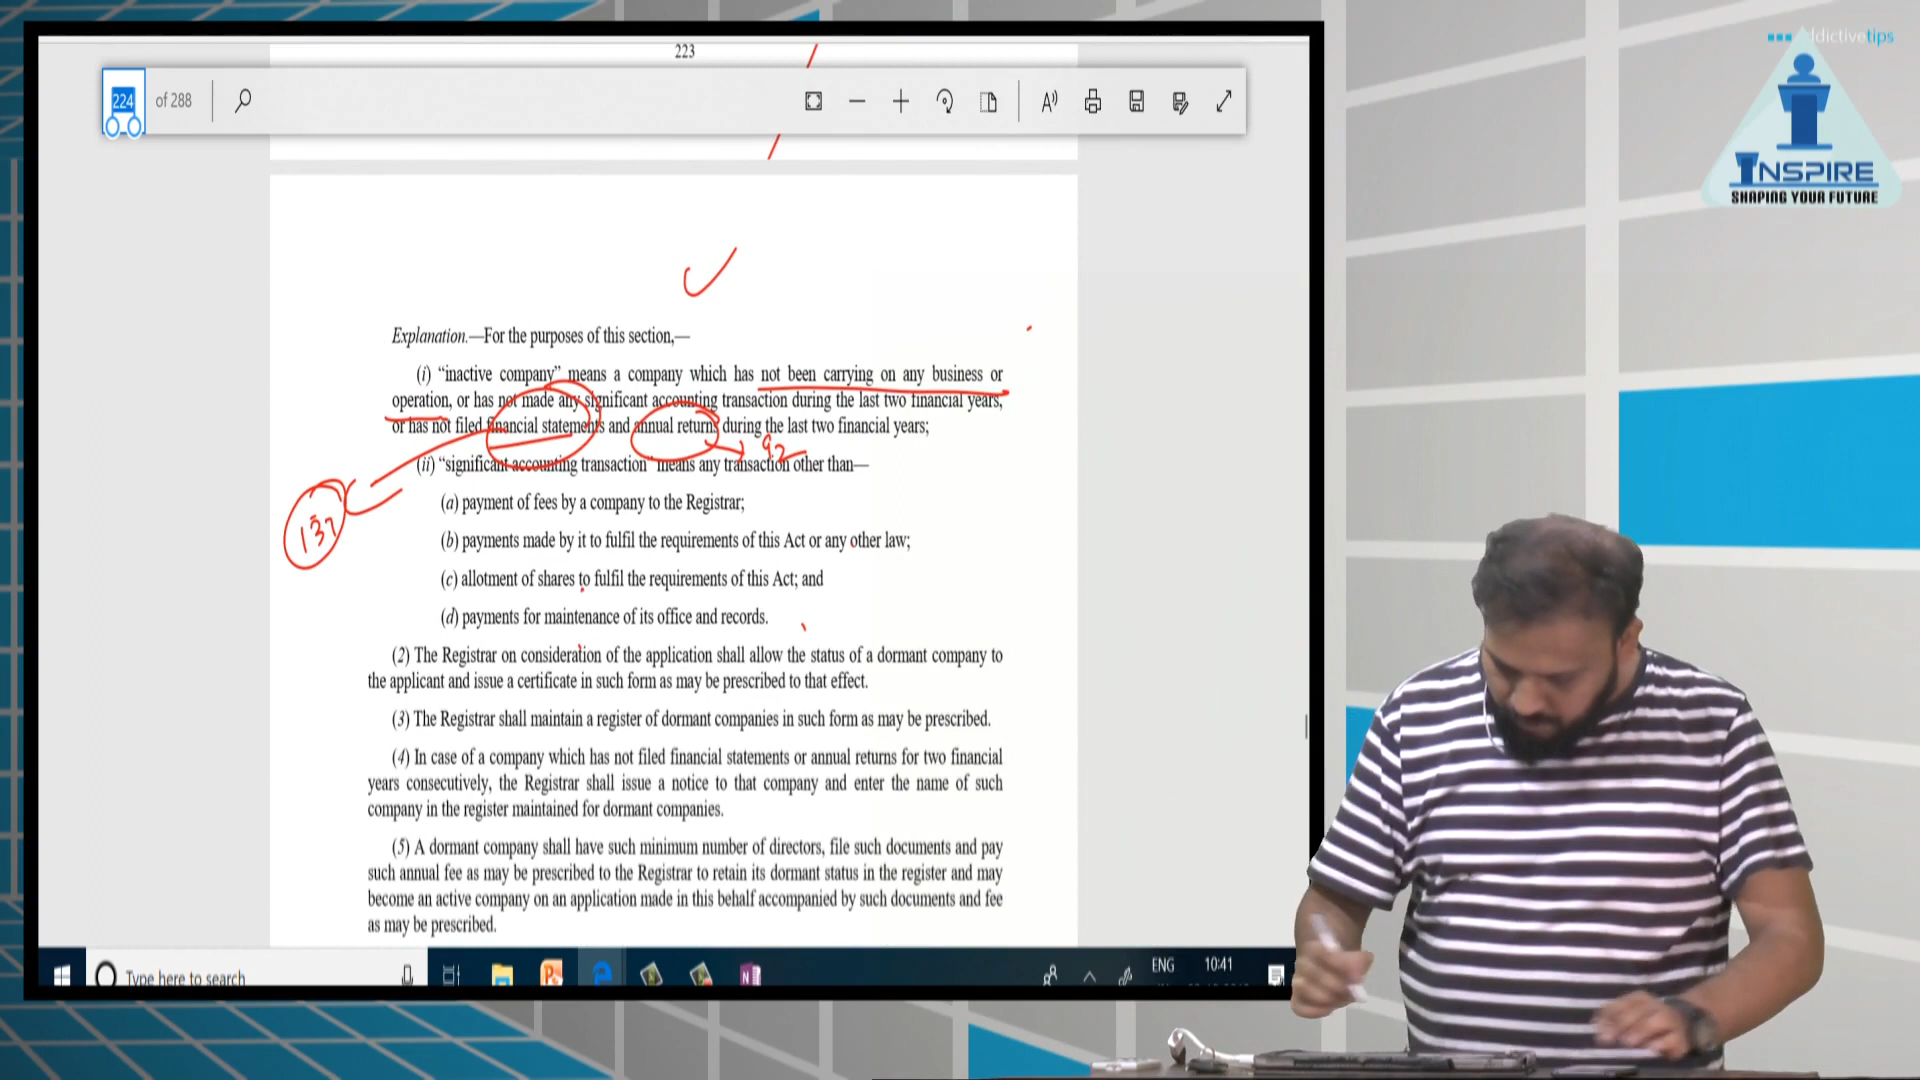 223
addictivetips
224 of 288
INSPIRE
SHAPING YOUR FUTURE
Explanation.—For the purposes of this section,—
(i) “inactive company” means a company which has not been carrying on any business or
operation, or has not made any significant accounting transaction during the last two financial years,
or has not filed financial statements and annual returns during the last two financial years;
92
(ii) “significant accounting transaction” means any transaction other than—
(a) payment of fees by a company to the Registrar;
137
(b) payments made by it to fulfil the requirements of this Act or any other law;
(c) allotment of shares to fulfil the requirements of this Act; and
(d) payments for maintenance of its office and records.
(2) The Registrar on consideration of the application shall allow the status of a dormant company to
the applicant and issue a certificate in such form as may be prescribed to that effect.
(3) The Registrar shall maintain a register of dormant companies in such form as may be prescribed.
(4) In case of a company which has not filed financial statements or annual returns for two financial
years consecutively, the Registrar shall issue a notice to that company and enter the name of such
company in the register maintained for dormant companies.
(5) A dormant company shall have such minimum number of directors, file such documents and pay
such annual fee as may be prescribed to the Registrar to retain its dormant status in the register and may
become an active company on an application made in this behalf accompanied by such documents and fee
as may be prescribed.
Type here to search
ENG
10:41